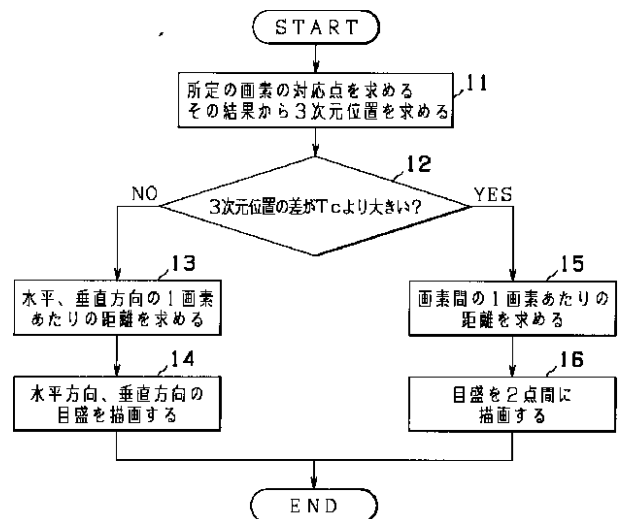 START
所定の画素の対応点を求める
その結果から3次元位置を求める
11
12
3次元位置の差がTcより大きい?
NO
YES
13
水平、垂直方向の1画素
あたりの距離を求める
15
画素間の1画素あたりの
距離を求める
14
水平方向、垂直方向の
目盛を描画する
16
目盛を2点間に
描画する
END